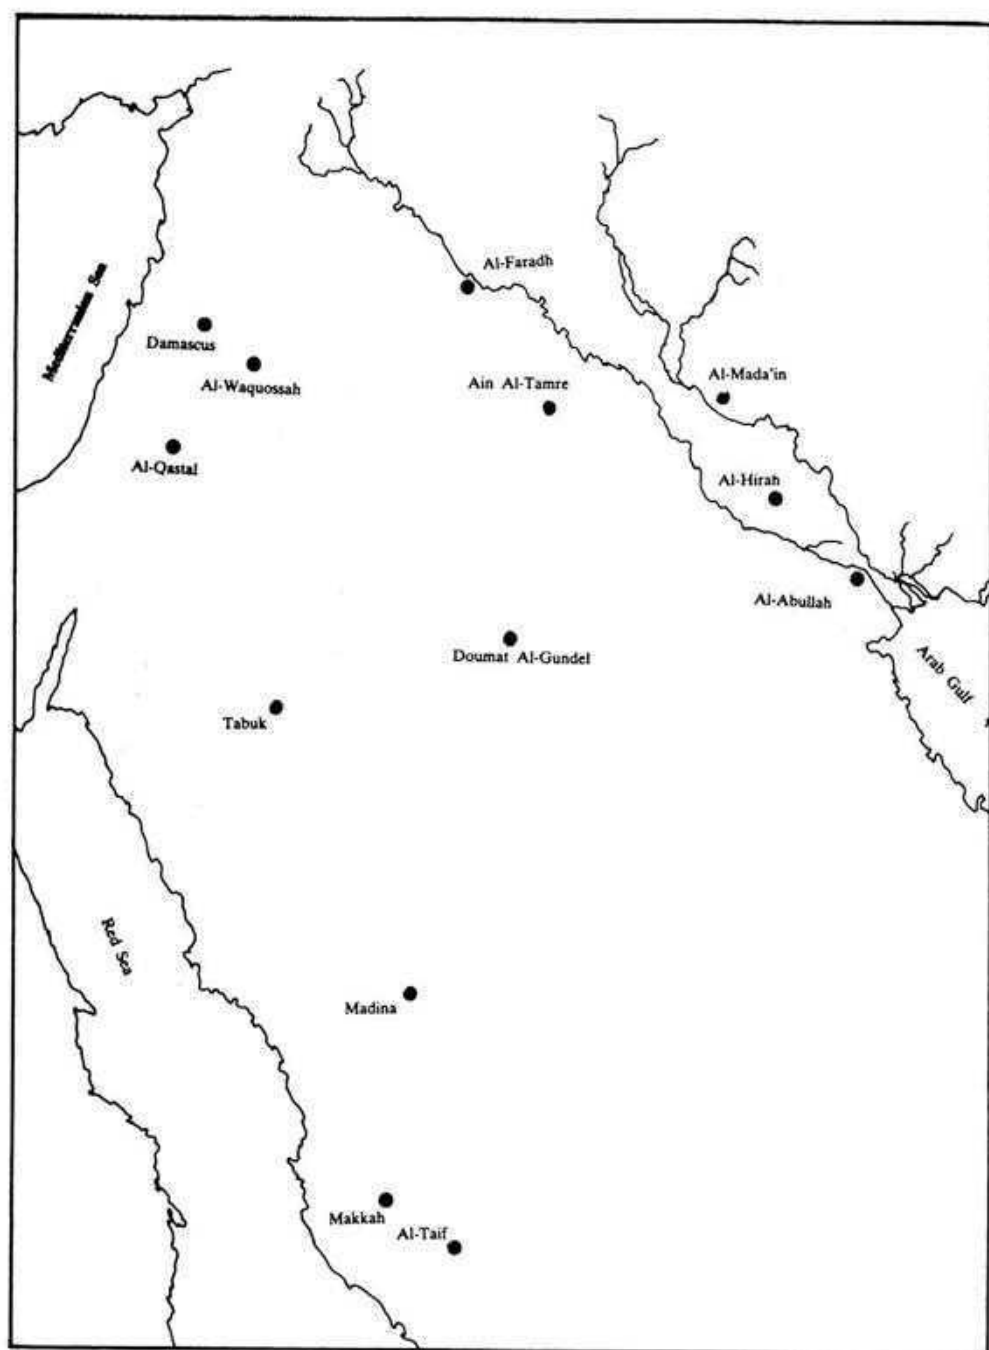 Al-Faradh
Mediterranean Sea
Damascus
Al-Waquossah
Ain Al-Tamre
Al-Mada'in
Al-Qastal
Al-Hirah
Al-Abullah
Doumat Al-Gundel
Arab Gulf
Tabuk
Red Sea
Madina
Makkah
Al-Taif